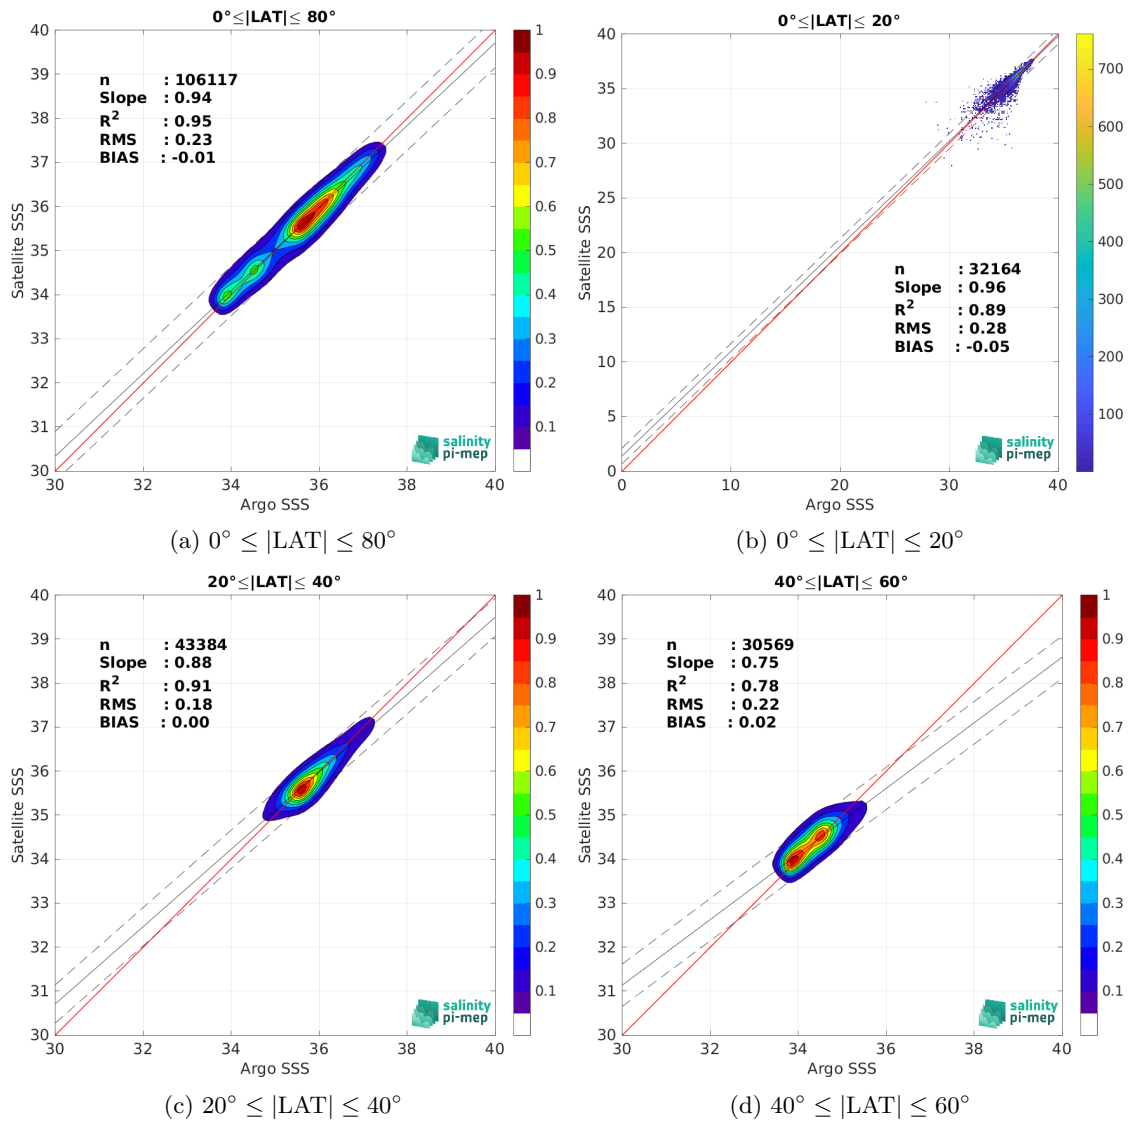 0°≤|LAT|≤ 80°
40
39
38
37
36
35
34
33
32
31
30
Satellite SSS
n : 106117
Slope : 0.94
R² : 0.95
RMS : 0.23
BIAS : -0.01
salinity
pi-mep
30 32 34 36 38 40
Argo SSS
1
0.9
0.8
0.7
0.6
0.5
0.4
0.3
0.2
0.1
(a) 0° ≤ |LAT| ≤ 80°
0°≤|LAT|≤ 20°
40
35
30
25
20
15
10
5
0
Satellite SSS
n : 32164
Slope : 0.96
R² : 0.89
RMS : 0.28
BIAS : -0.05
salinity
pi-mep
0 10 20 30 40
Argo SSS
700
600
500
400
300
200
100
(b) 0° ≤ |LAT| ≤ 20°
20°≤|LAT|≤ 40°
40
39
38
37
36
35
34
33
32
31
30
Satellite SSS
n : 43384
Slope : 0.88
R² : 0.91
RMS : 0.18
BIAS : 0.00
salinity
pi-mep
30 32 34 36 38 40
Argo SSS
1
0.9
0.8
0.7
0.6
0.5
0.4
0.3
0.2
0.1
(c) 20° ≤ |LAT| ≤ 40°
40°≤|LAT|≤ 60°
40
39
38
37
36
35
34
33
32
31
30
Satellite SSS
n : 30569
Slope : 0.75
R² : 0.78
RMS : 0.22
BIAS : 0.02
salinity
pi-mep
30 32 34 36 38 40
Argo SSS
1
0.9
0.8
0.7
0.6
0.5
0.4
0.3
0.2
0.1
(d) 40° ≤ |LAT| ≤ 60°